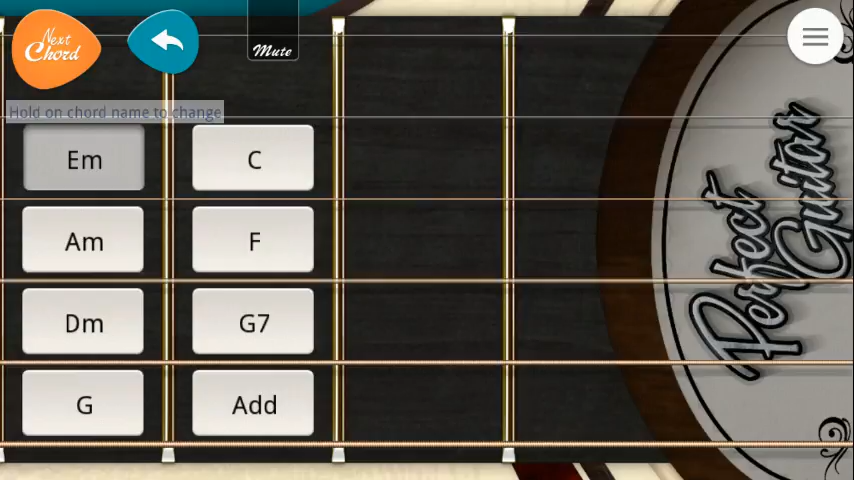 Next
Chord
Mute
Hold on chord name to change
Em
C
Am
F
Dm
G7
G
Add
Perfect
Guitar